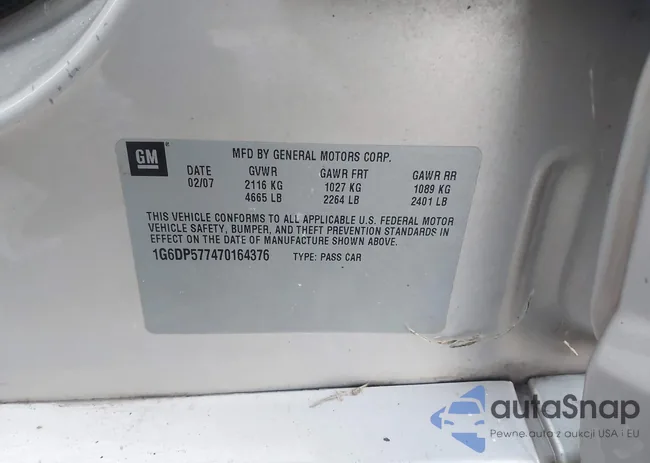 GM
MFD BY GENERAL MOTORS CORP.
DATE GVWR GAWR FRT GAWR RR
02/07 2116 KG 1027 KG 1089 KG
4665 LB 2264 LB 2401 LB
THIS VEHICLE CONFORMS TO ALL APPLICABLE U.S. FEDERAL MOTOR
VEHICLE SAFETY, BUMPER, AND THEFT PREVENTION STANDARDS IN
EFFECT ON THE DATE OF MANUFACTURE SHOWN ABOVE.
1G6DP577470164376 TYPE: PASS CAR
autaSnap
Pewne auto z aukcji USA i EU